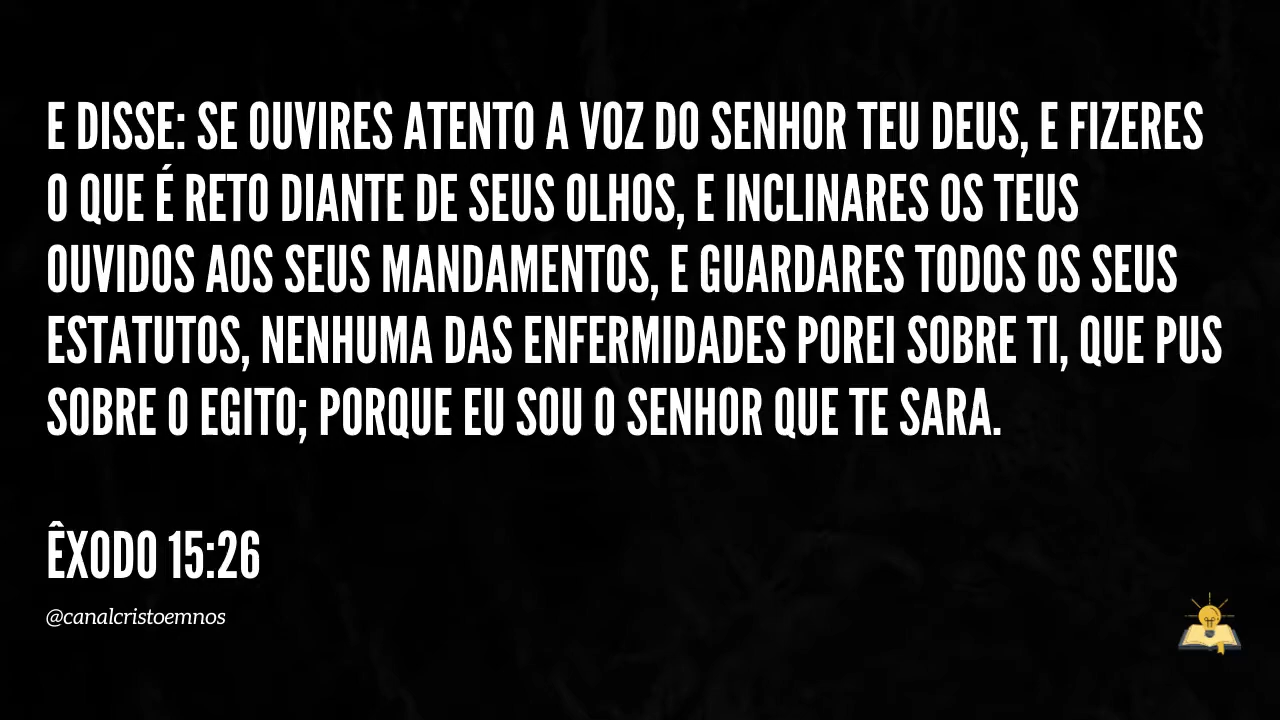 E DISSE: SE OUVIRES ATENTO A VOZ DO SENHOR TEU DEUS, E FIZERES
O QUE É RETO DIANTE DE SEUS OLHOS, E INCLINARES OS TEUS
OUVIDOS AOS SEUS MANDAMENTOS, E GUARDARES TODOS OS SEUS
ESTATUTOS, NENHUMA DAS ENFERMIDADES POREI SOBRE TI, QUE PUS
SOBRE O EGITO; PORQUE EU SOU O SENHOR QUE TE SARA.
ÊXODO 15:26
@canalcristoemnos